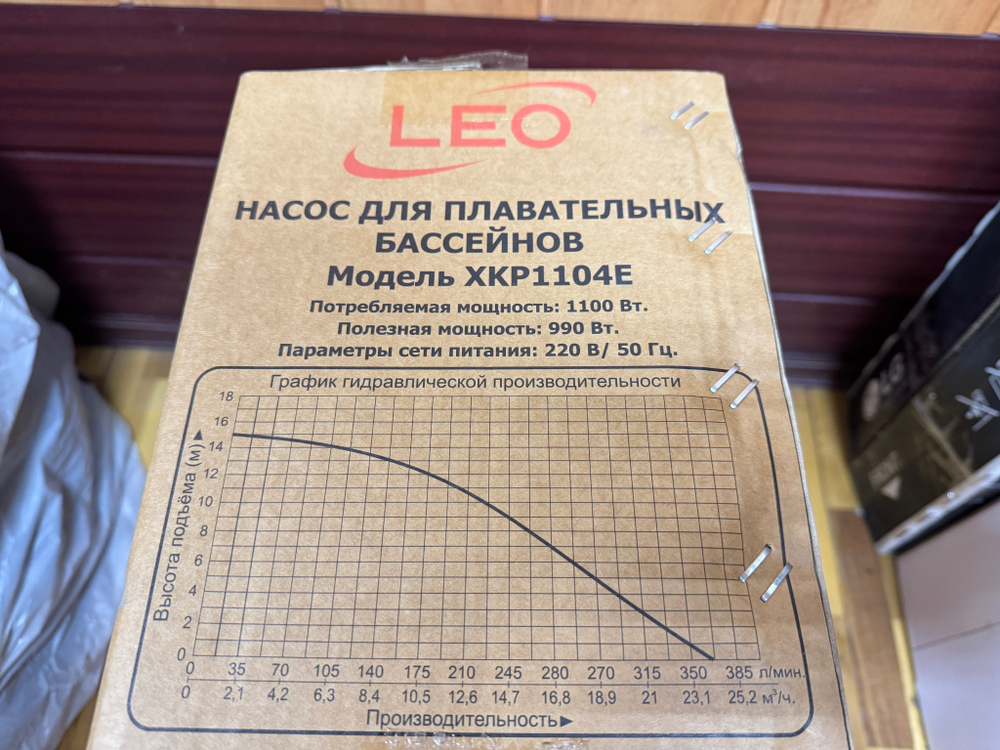 LEO
НАСОС ДЛЯ ПЛАВАТЕЛЬНЫХ
БАССЕЙНОВ
Модель XKP1104E
Потребляемая мощность: 1100 Вт.
Полезная мощность: 990 Вт.
Параметры сети питания: 220 В/ 50 Гц.
График гидравлической производительности
Высота подъёма (м)
18
16
14
12
10
8
6
4
2
0
0 35 70 105 140 175 210 245 280 270 315 350 385 л/мин.
0 2,1 4,2 6,3 8,4 10,5 12,6 14,7 16,8 18,9 21 23,1 25,2 м³/ч.
Производительность
LG